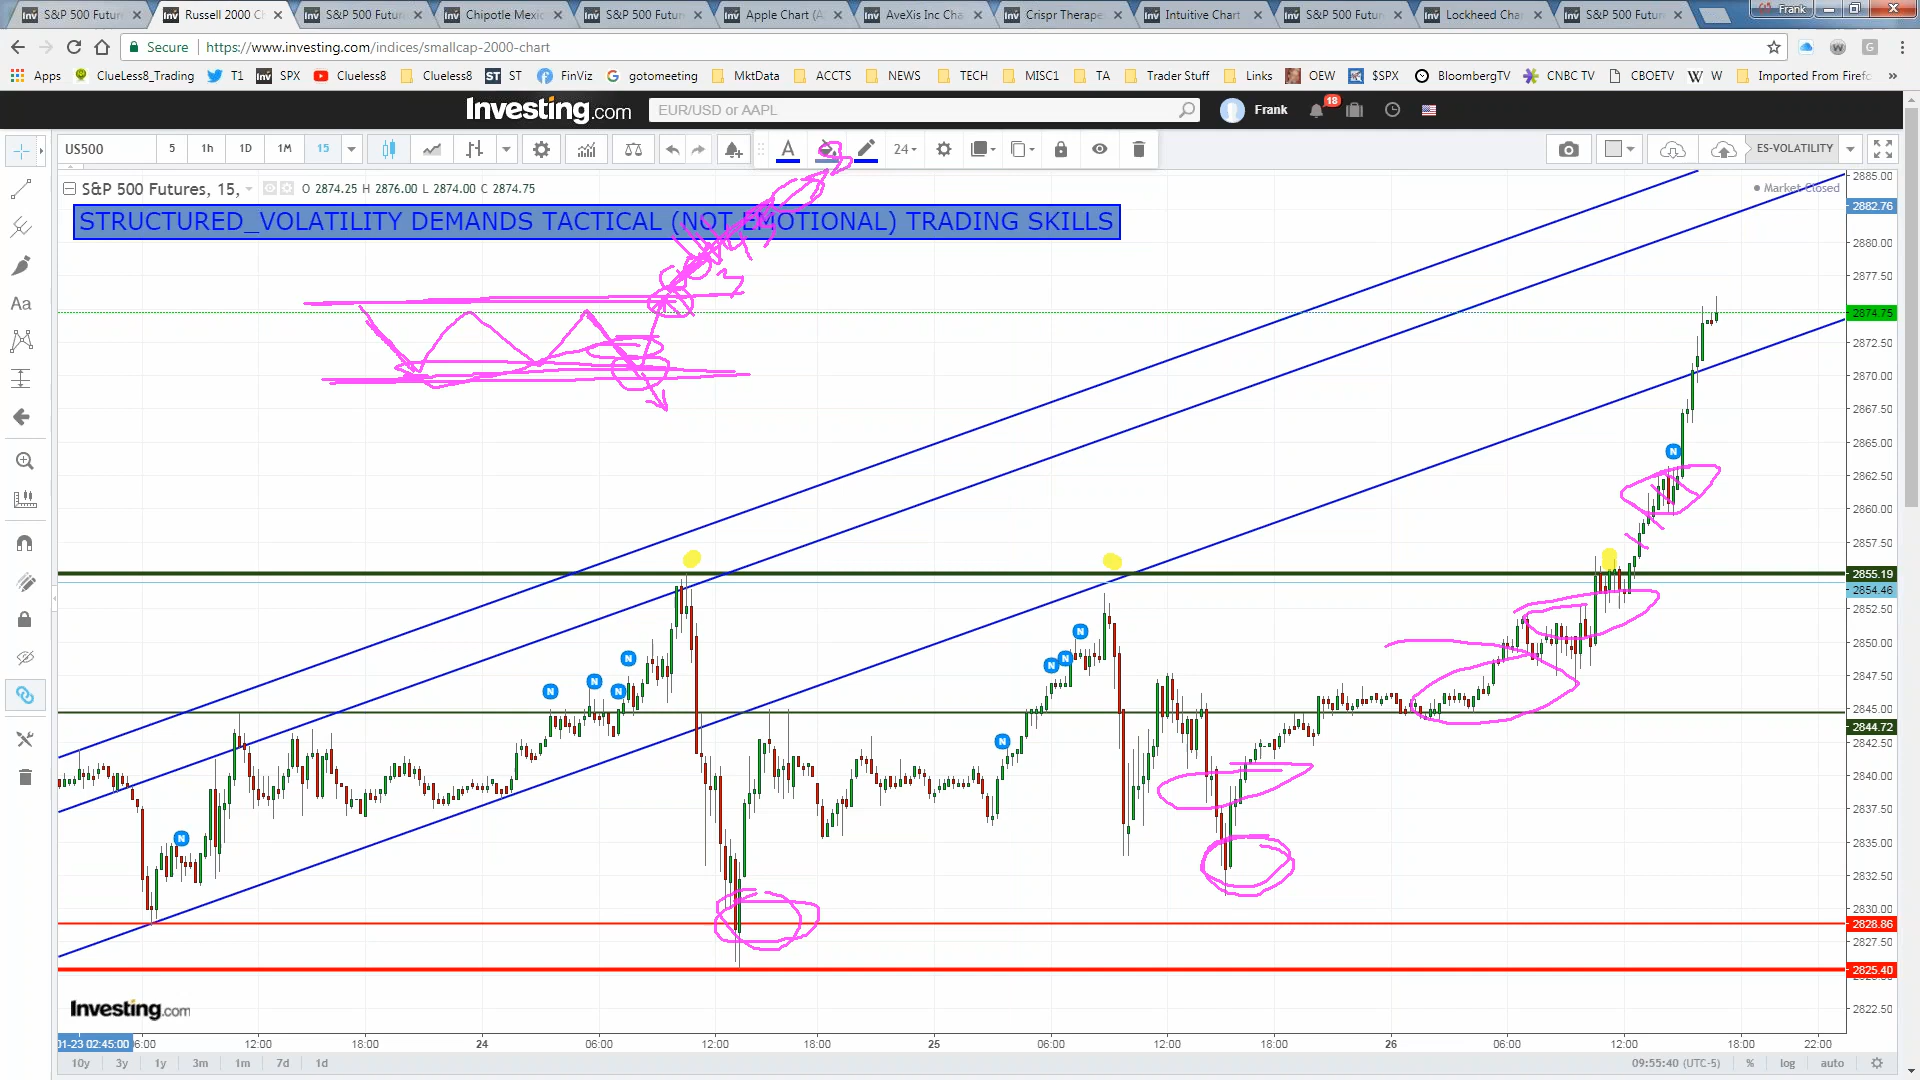 S&P 500 Futur
Russell 2000 C
S&P 500 Futur
Chipotle Mexic
S&P 500 Futur
Apple Chart (A
AveXis Inc Cha
Crispr Therape
Intuitive Chart
S&P 500 Futur
Lockheed Cha
S&P 500 Futur
Frank
Secure
https://www.investing.com/indices/smallcap-2000-chart
Apps ClueLess8_Trading T1 SPX Clueless8 Clueless8 ST FinViz gotomeeting MktData ACCTS NEWS TECH MISC1 TA Trader Stuff Links OEW $SPX BloombergTV CNBC TV CBOETV W Imported From Firefo »
Investing.com EUR/USD or AAPL Frank 18
US500 5 1h 1D 1M 15 24 ES-VOLATILITY
S&P 500 Futures, 15, O 2874.25 H 2876.00 L 2874.00 C 2874.75
Market Closed
STRUCTURED_VOLATILITY DEMANDS TACTICAL (NOT EMOTIONAL) TRADING SKILLS
Aa
2885.00
2882.76
2880.00
2877.50
2874.75
2872.50
2870.00
2867.50
2865.00
2862.50
2860.00
2857.50
2855.19
2854.46
2852.50
2850.00
2847.50
2845.00
2844.72
2842.50
2840.00
2837.50
2835.00
2832.50
2830.00
2828.86
2827.50
2825.40
2822.50
Investing.com
01-23 02:45:00 6:00 12:00 18:00 24 06:00 12:00 18:00 25 06:00 12:00 18:00 26 06:00 12:00 18:00 22:00
10y 3y 1y 3m 1m 7d 1d 09:55:40 (UTC-5) % log auto